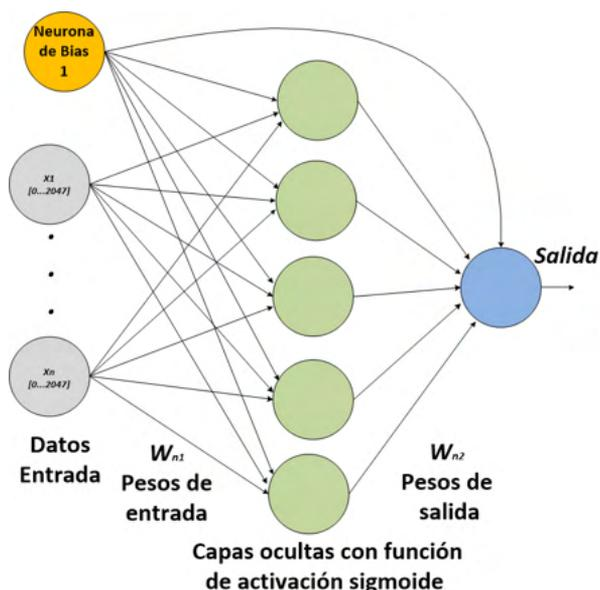 Neurona
de Bias
1
X1
[0...2047]
Salida
Xn
[0...2047]
Datos
Entrada
Wn1
Pesos de
entrada
Wn2
Pesos de
salida
Capas ocultas con función
de activación sigmoide